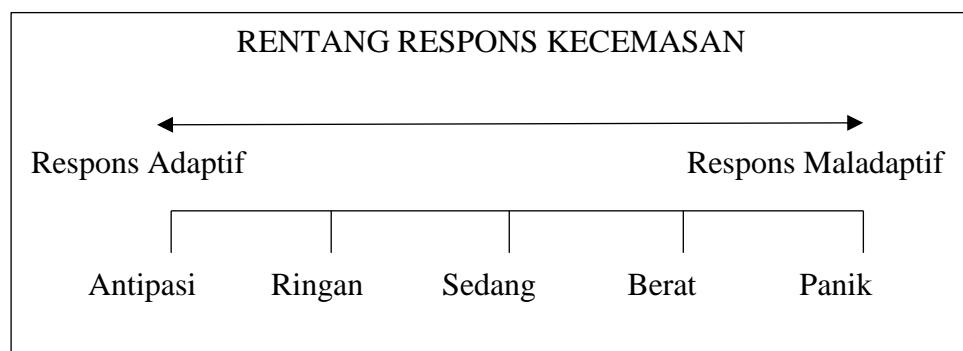 RENTANG RESPONS KECEMASAN
Respons Adaptif Respons Maladaptif
Antipasi Ringan Sedang Berat Panik